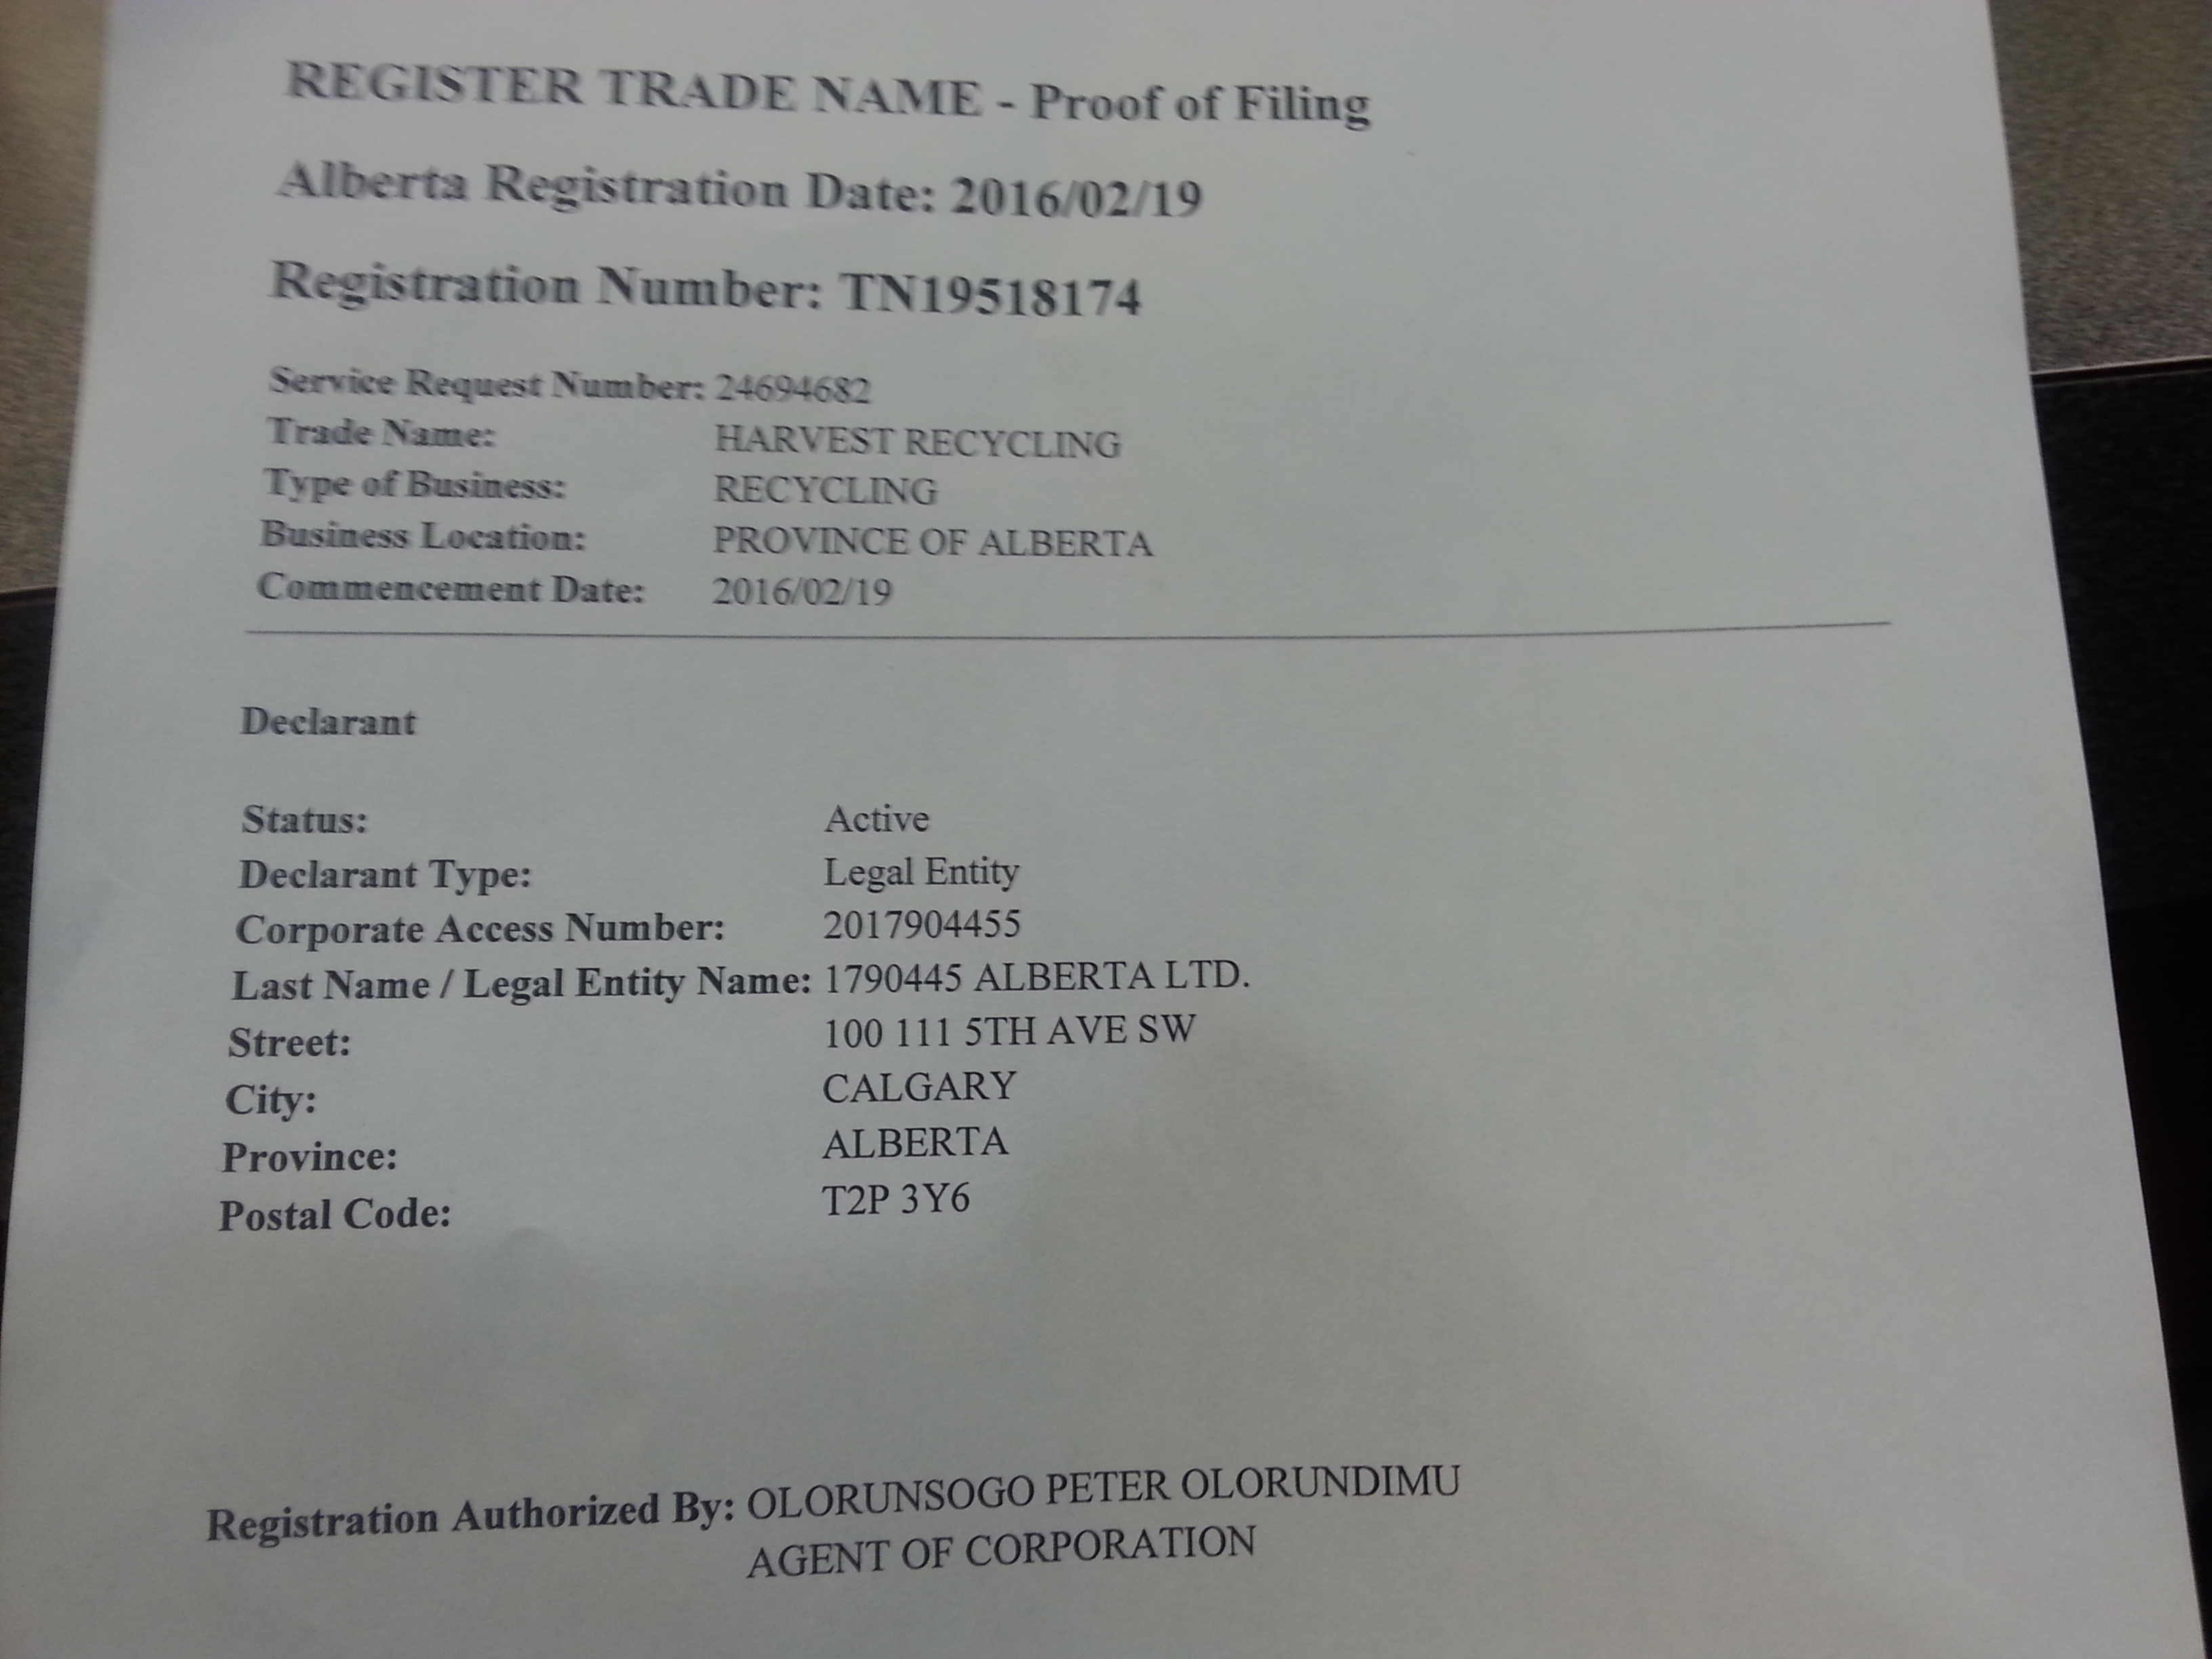 REGISTER TRADE NAME - Proof of Filing
Alberta Registration Date: 2016/02/19
Registration Number: TN19518174
Service Request Number: 24694682
Trade Name: HARVEST RECYCLING
Type of Business: RECYCLING
Business Location: PROVINCE OF ALBERTA
Commencement Date: 2016/02/19
Declarant
Status: Active
Declarant Type: Legal Entity
Corporate Access Number: 2017904455
Last Name / Legal Entity Name: 1790445 ALBERTA LTD.
Street: 100 111 5TH AVE SW
City: CALGARY
Province: ALBERTA
Postal Code: T2P 3Y6
Registration Authorized By: OLORUNSOGO PETER OLORUNDIMU
AGENT OF CORPORATION